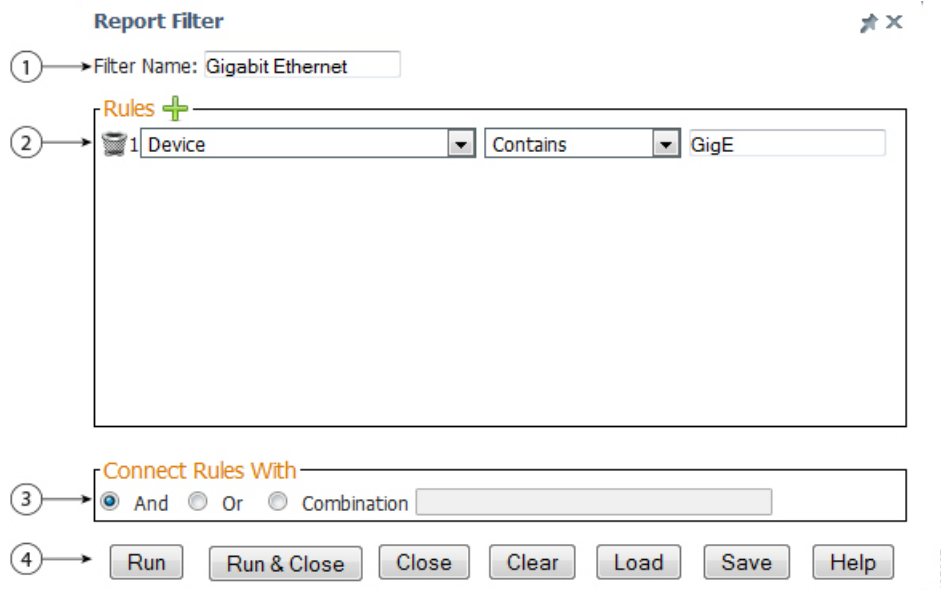 Report Filter
1 Filter Name: Gigabit Ethernet
Rules
2 1 Device Contains GigE
Connect Rules With
3 And Or Combination
4 Run Run & Close Close Clear Load Save Help